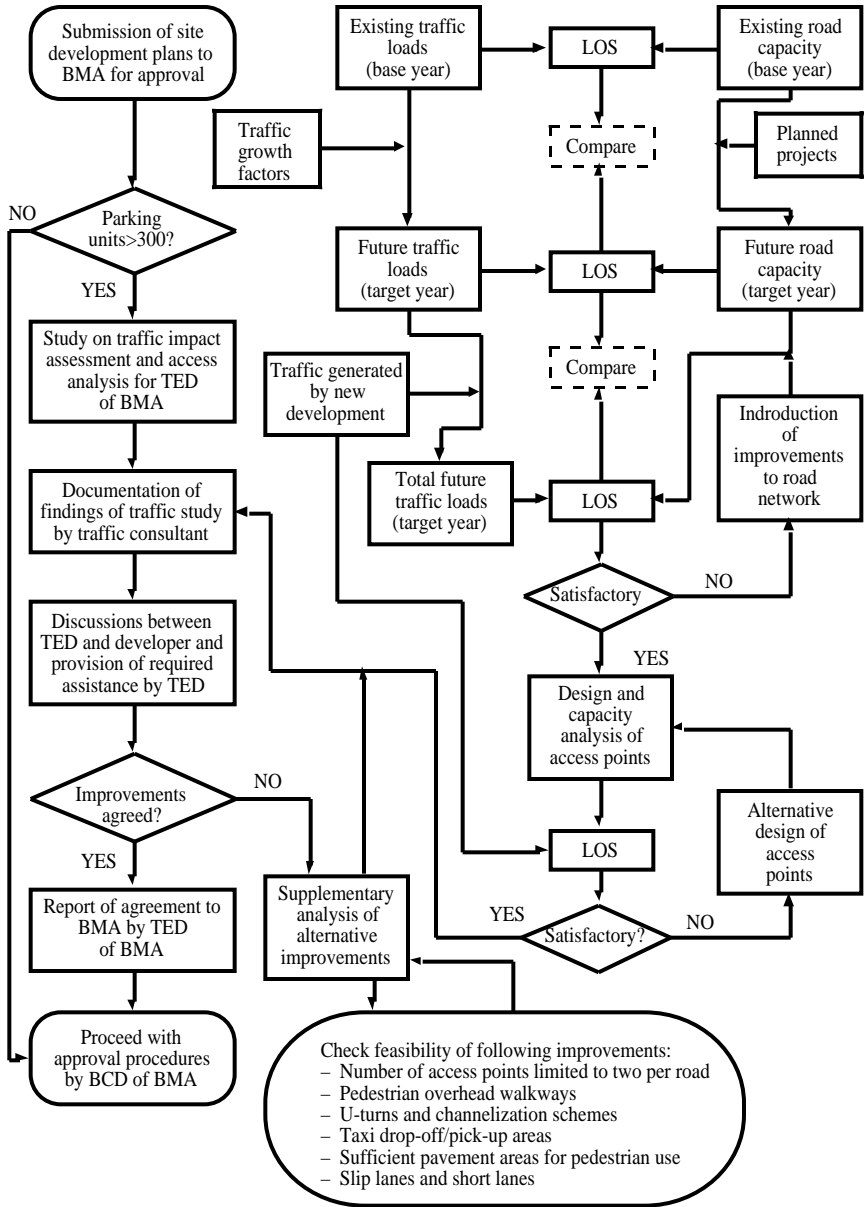 Submission of site
development plans to
BMA for approval
NO
Parking
units>300?
YES
Study on traffic impact
assessment and access
analysis for TED
of BMA
Documentation of
findings of traffic study
by traffic consultant
Discussions between
TED and developer and
provision of required
assistance by TED
Improvements
agreed?
NO
YES
Report of agreement to
BMA by TED
of BMA
Proceed with
approval procedures
by BCD of BMA
Existing traffic
loads
(base year)
LOS
Existing road
capacity
(base year)
Traffic
growth
factors
Compare
Planned
projects
Future traffic
loads
(target year)
LOS
Future road
capacity
(target year)
Traffic generated
by new
development
Compare
Indroduction
of
improvements
to road
network
Total future
traffic loads
(target year)
LOS
Satisfactory
NO
YES
Design and
capacity
analysis of
access points
Alternative
design of
access
points
LOS
YES
Satisfactory?
NO
Supplementary
analysis of
alternative
improvements
Check feasibility of following improvements:
– Number of access points limited to two per road
– Pedestrian overhead walkways
– U-turns and channelization schemes
– Taxi drop-off/pick-up areas
– Sufficient pavement areas for pedestrian use
– Slip lanes and short lanes